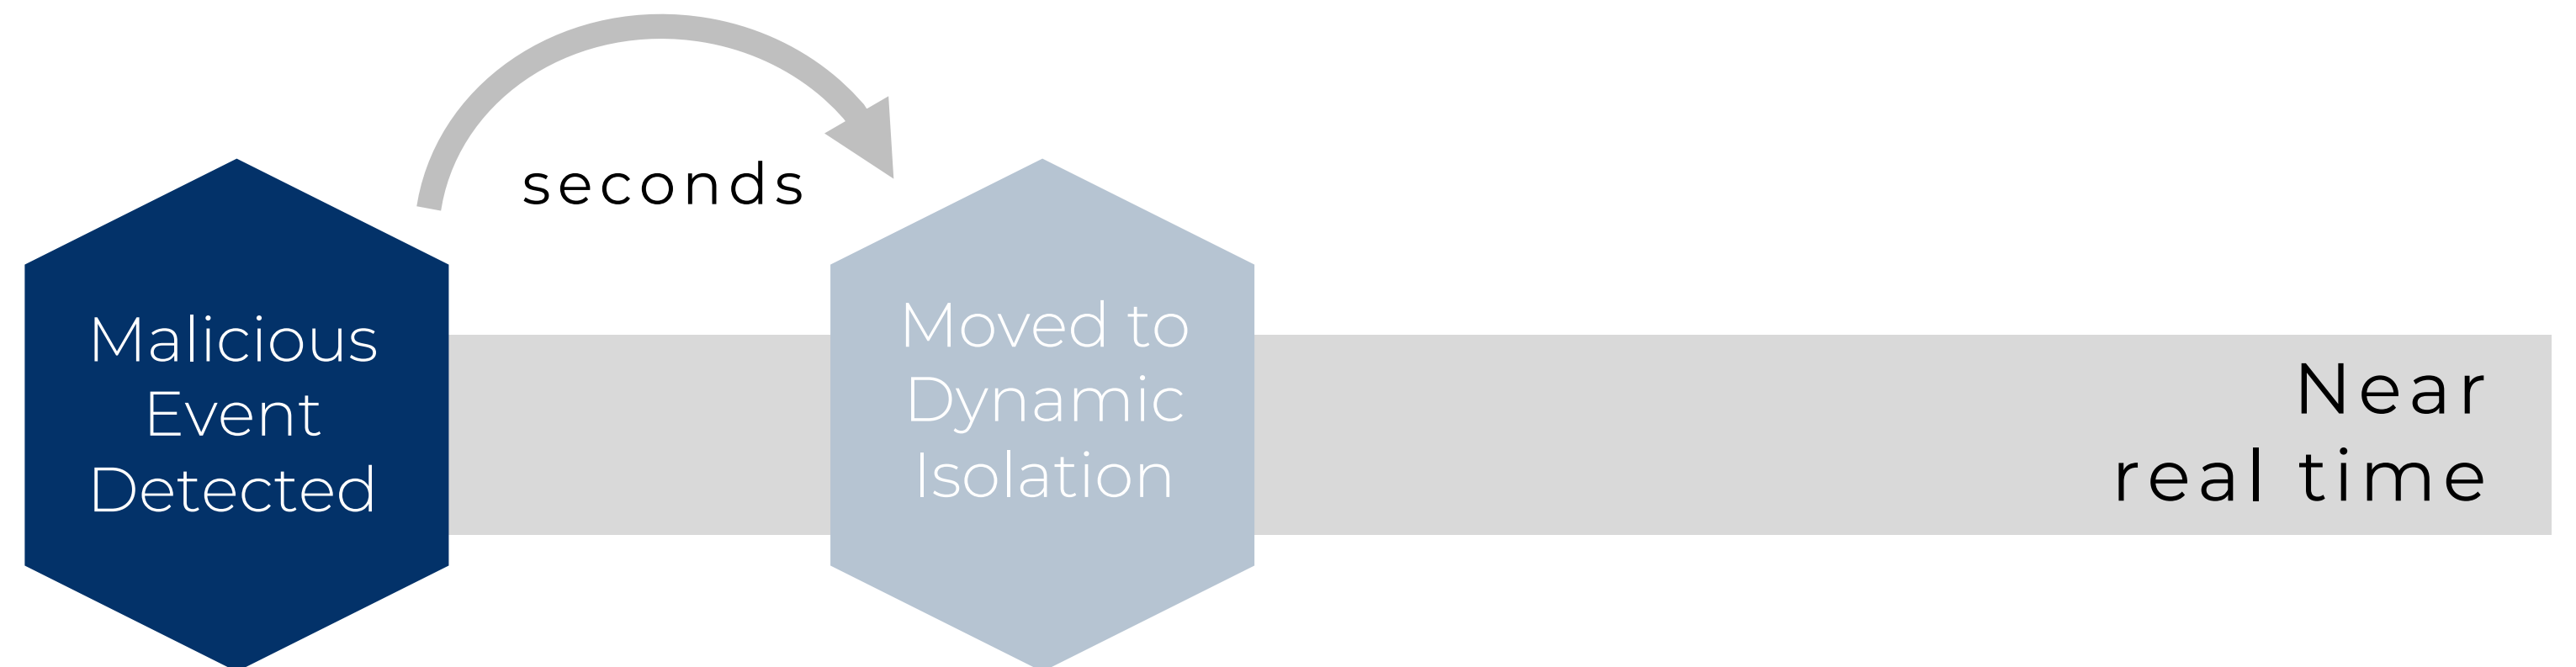 seconds
Malicious
Event
Detected
Moved to
Dynamic
Isolation
Near
real time